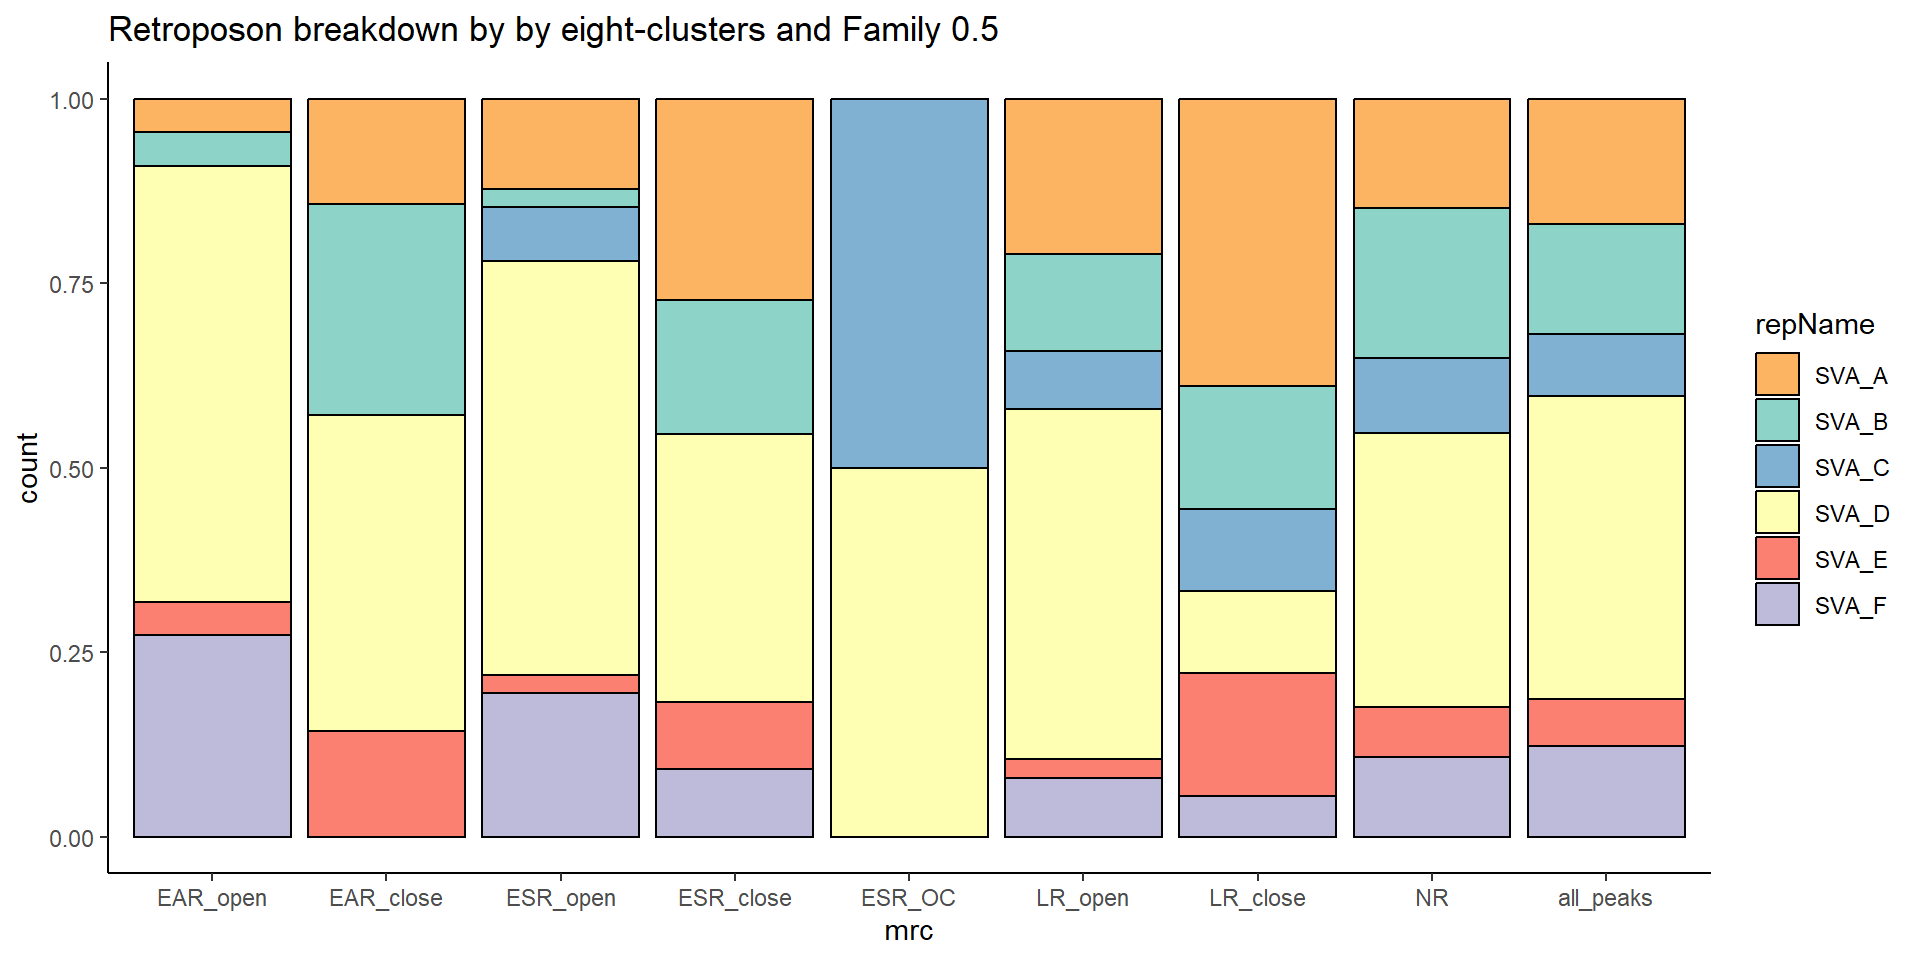 Retroposon breakdown by by eight-clusters and Family 0.5
1.00
0.75
0.50
0.25
0.00
count
EAR_open
EAR_close
ESR_open
ESR_close
ESR_OC
LR_open
LR_close
NR
all_peaks
mrc
repName
SVA_A
SVA_B
SVA_C
SVA_D
SVA_E
SVA_F